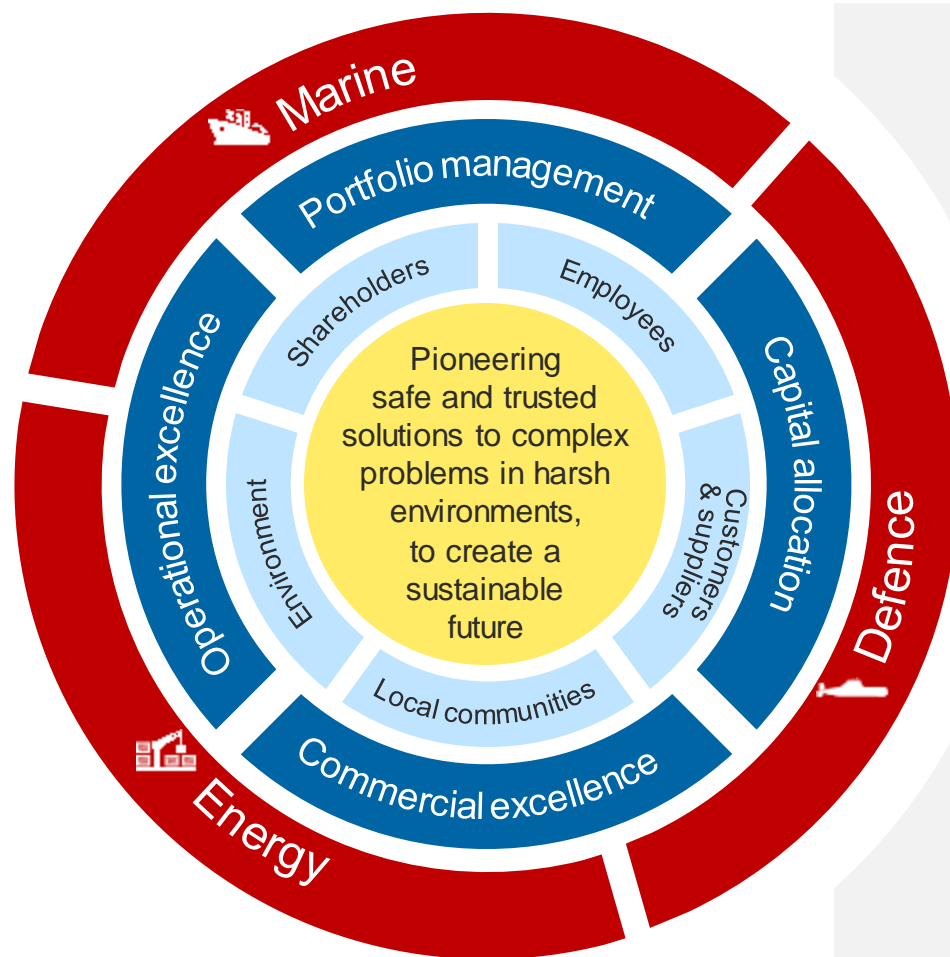 Marine
Defence
Energy
Portfolio management
Capital allocation
Commercial excellence
Operational excellence
Shareholders
Employees
Customers
& suppliers
Local communities
Environment
Pioneering
safe and trusted
solutions to complex
problems in harsh
environments,
to create a
sustainable
future